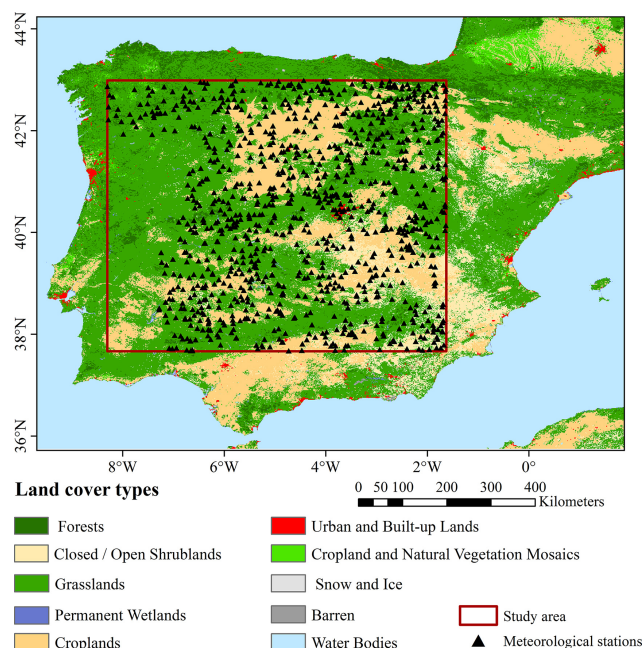 44°N
42°N
40°N
38°N
36°N
8°W 6°W 4°W 2°W 0°
Land cover types
0 50 100 200 300 400
Kilometers
Forests
Urban and Built-up Lands
Closed / Open Shrublands
Cropland and Natural Vegetation Mosaics
Grasslands
Snow and Ice
Permanent Wetlands
Barren
Study area
Croplands
Water Bodies
Meteorological stations